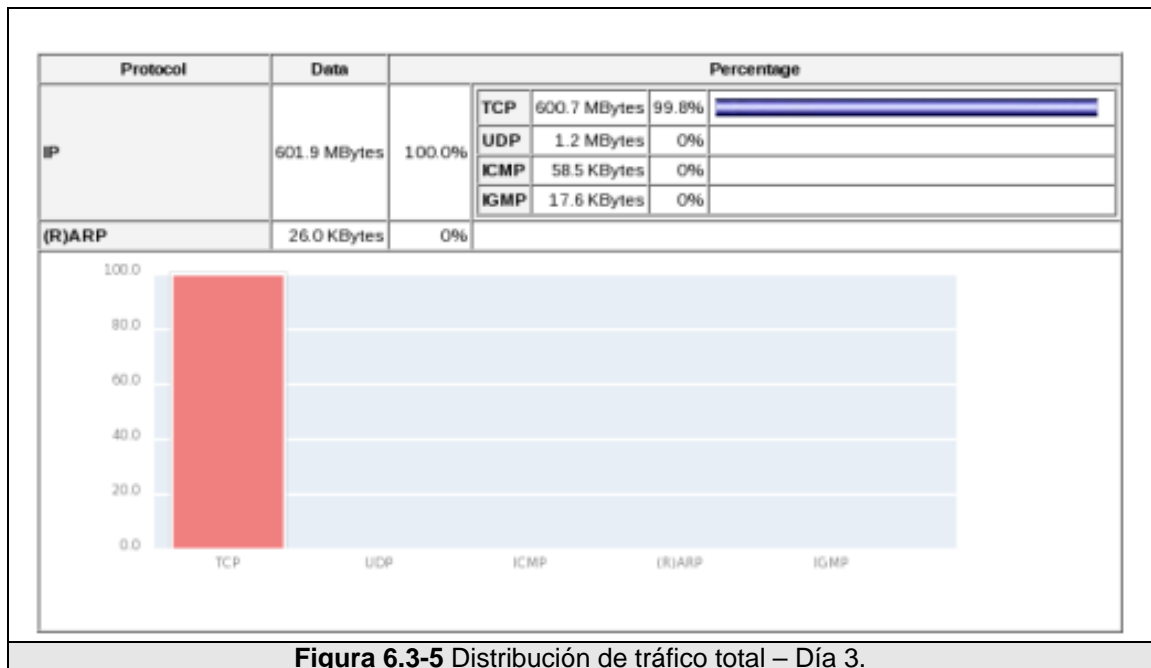 Protocol Data Percentage
IP 601.9 MBytes 100.0%
TCP 600.7 MBytes 99.8%
UDP 1.2 MBytes 0%
ICMP 58.5 KBytes 0%
IGMP 17.6 KBytes 0%
(R)ARP 26.0 KBytes 0%
100.0
80.0
60.0
40.0
20.0
0.0
TCP UDP ICMP (R)ARP IGMP
Figura 6.3-5 Distribución de tráfico total – Día 3.